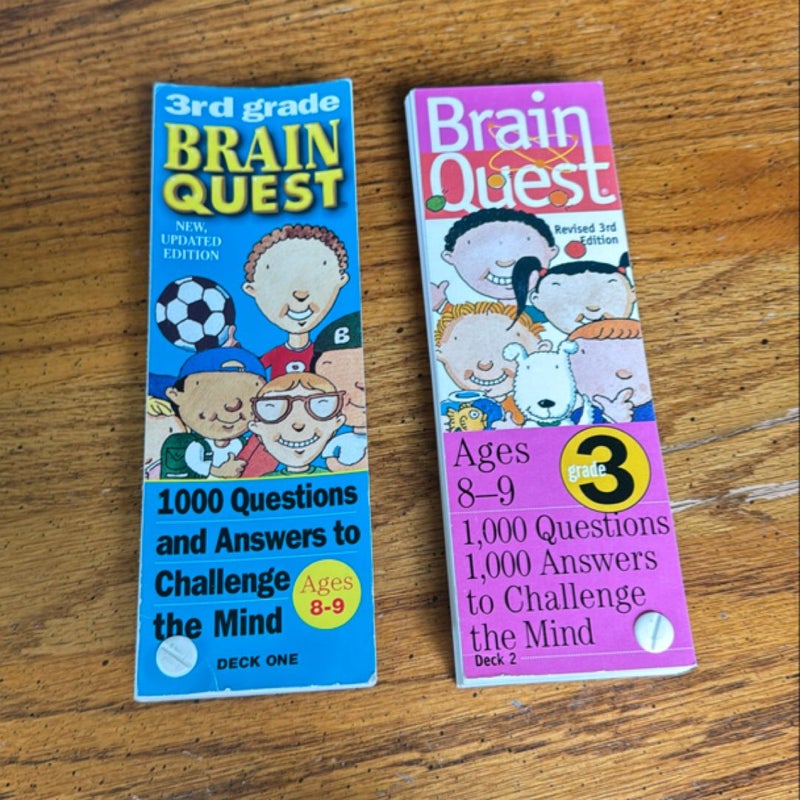 3rd grade
BRAIN
QUEST
NEW,
UPDATED
EDITION
B
1000 Questions
and Answers to
Challenge
the Mind
Ages
8-9
DECK ONE
Brain
Quest
Revised 3rd
Edition
Ages
8–9
grade 3
1,000 Questions
1,000 Answers
to Challenge
the Mind
Deck 2